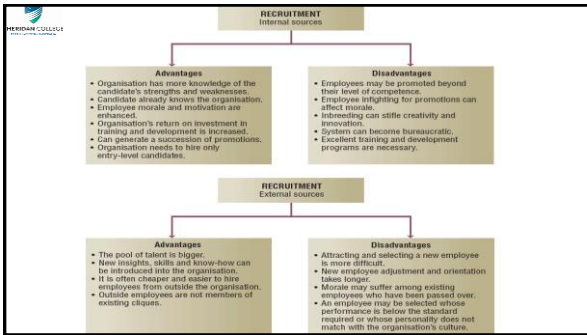 MERIDAN COLLEGE
RECRUITMENT
Internal sources
Advantages
• Organisation has more knowledge of the
candidate's strengths and weaknesses.
• Candidate already knows the organisation.
• Employee morale and motivation are
enhanced.
• Organisation's return on investment in
training and development is increased.
• Can generate a succession of promotions.
• Organisation needs to hire only
entry-level candidates.
Disadvantages
• Employees may be promoted beyond
their level of competence.
• Employee infighting for promotions can
affect morale.
• Inbreeding can stifle creativity and
innovation.
• System can become bureaucratic.
• Excellent training and development
programs are necessary.
RECRUITMENT
External sources
Advantages
• The pool of talent is bigger.
• New insights, skills and know-how can
be introduced into the organisation.
• It is often cheaper and easier to hire
employees from outside the organisation.
• Outside employees are not members of
existing cliques.
Disadvantages
• Attracting and selecting a new employee
is more difficult.
• New employee adjustment and orientation
takes longer.
• Morale may suffer among existing
employees who have been passed over.
• An employee may be selected whose
performance is below the standard
required or whose personality does not
match with the organisation's culture.